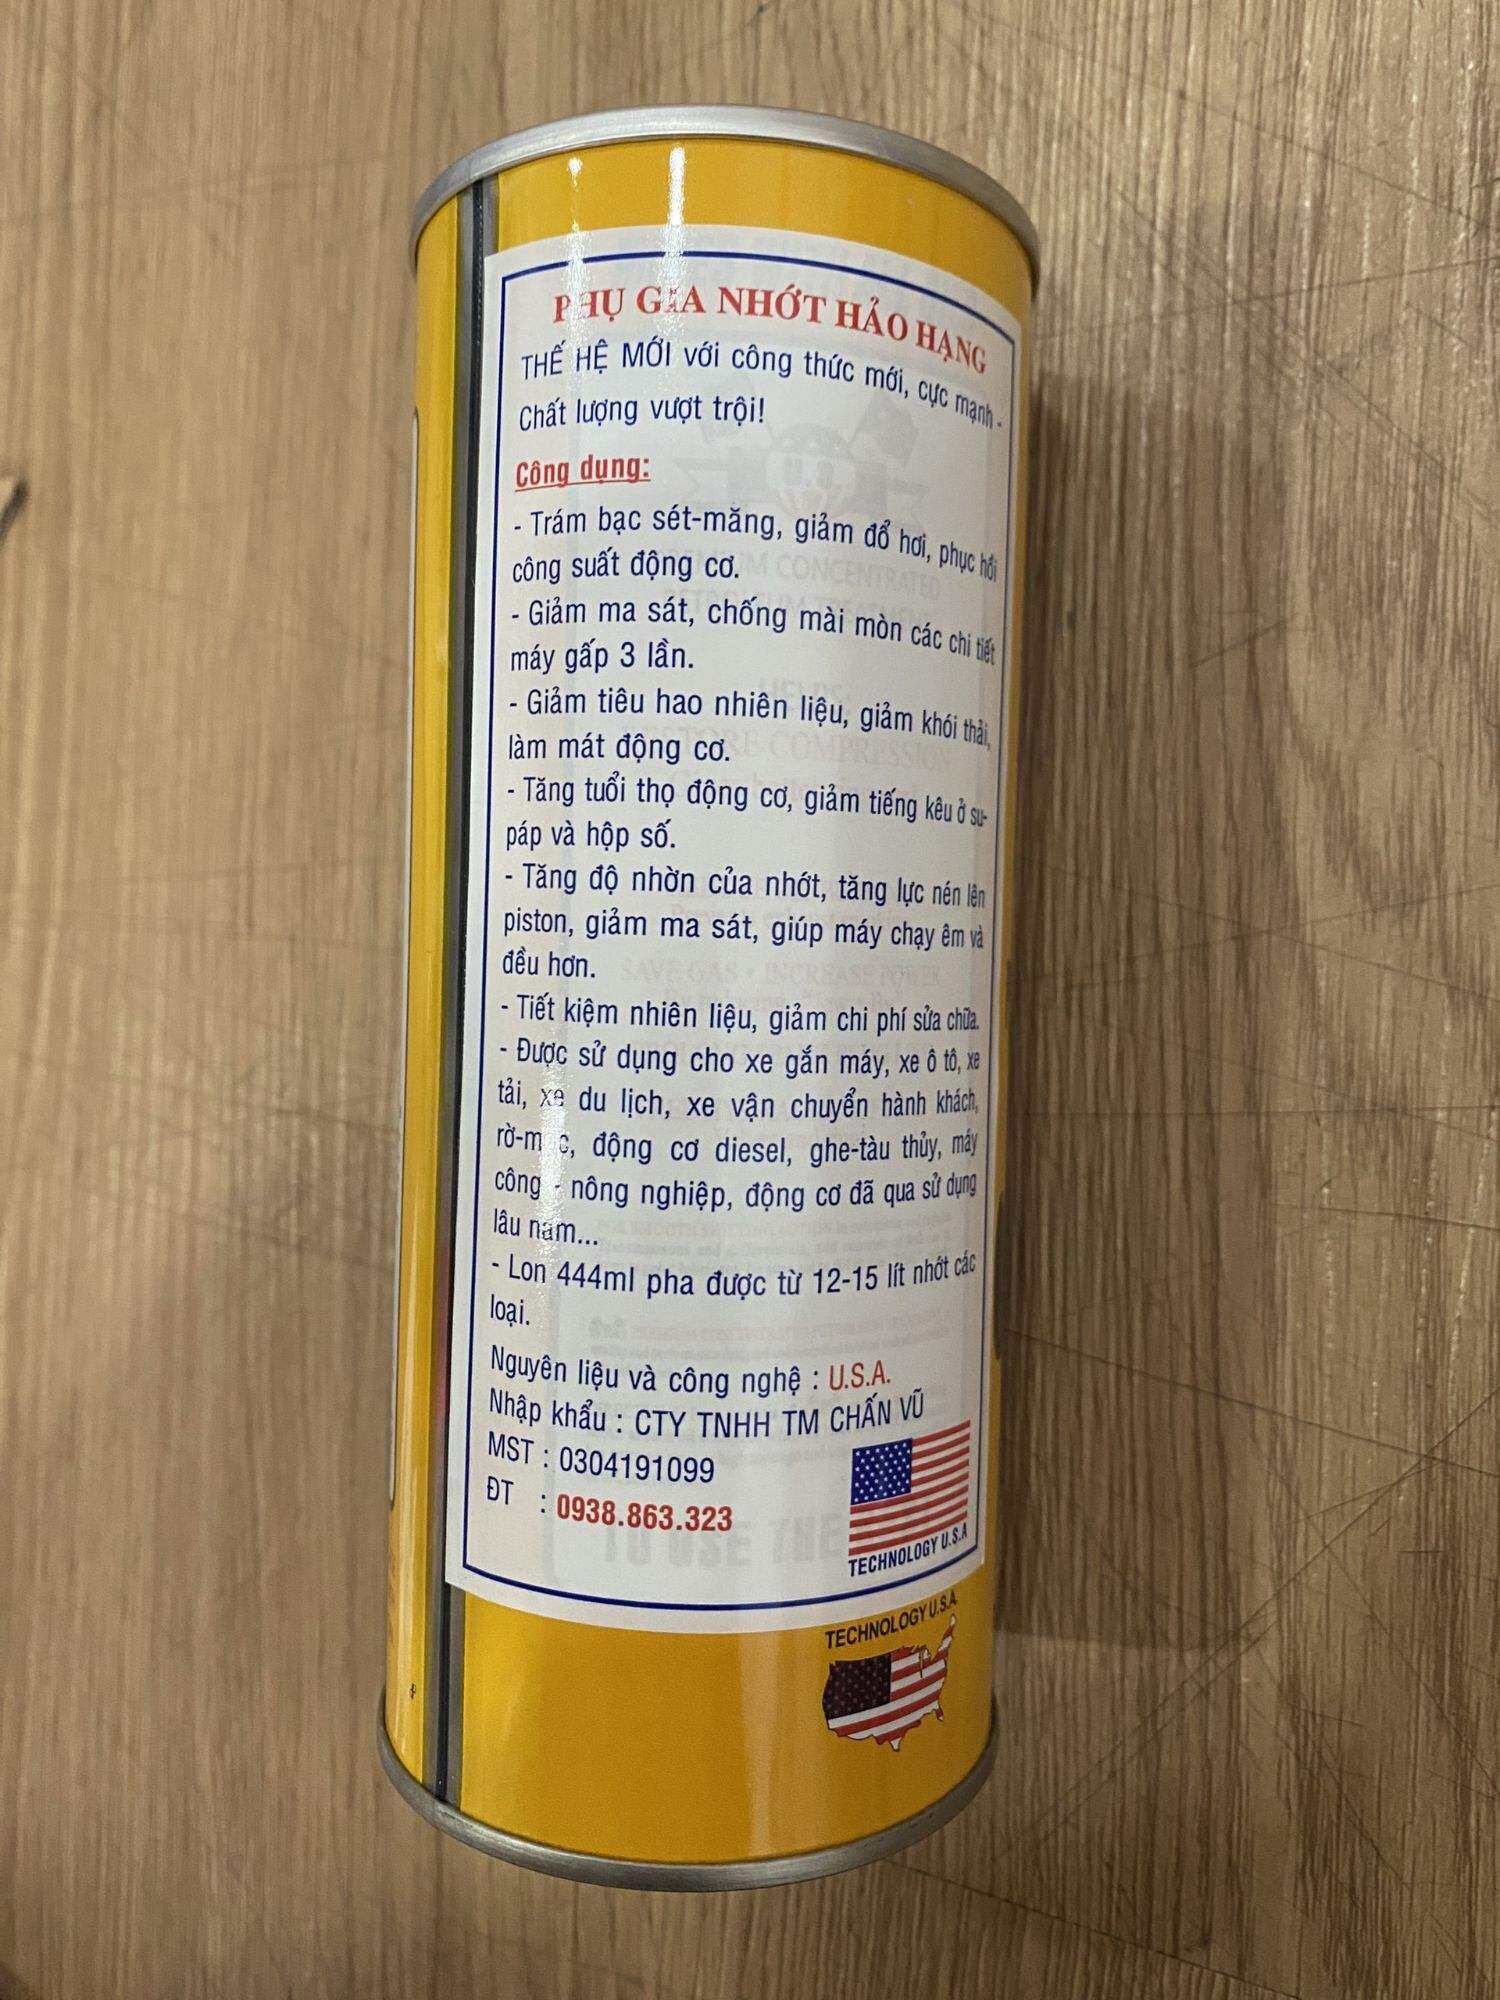 PHỤ GIA NHỚT HẢO HẠNG
THẾ HỆ MỚI với công thức mới, cực mạnh -
Chất lượng vượt trội!
Công dụng:
- Trám bạc sét-măng, giảm đổ hơi, phục hồi
công suất động cơ.
- Giảm ma sát, chống mài mòn các chi tiết
máy gấp 3 lần.
- Giảm tiêu hao nhiên liệu, giảm khói thải,
làm mát động cơ.
- Tăng tuổi thọ động cơ, giảm tiếng kêu ở su-
páp và hộp số.
- Tăng độ nhờn của nhớt, tăng lực nén lên
piston, giảm ma sát, giúp máy chạy êm và
đều hơn.
- Tiết kiệm nhiên liệu, giảm chi phí sửa chữa.
- Được sử dụng cho xe gắn máy, xe ô tô, xe
tải, xe du lịch, xe vận chuyển hành khách,
rờ-moóc, động cơ diesel, ghe-tàu thủy, máy
công - nông nghiệp, động cơ đã qua sử dụng
lâu năm...
- Lon 444ml pha được từ 12-15 lít nhớt các
loại.
Nguyên liệu và công nghệ : U.S.A.
Nhập khẩu : CTY TNHH TM CHẤN VŨ
MST : 0304191099
ĐT : 0938.863.323
TECHNOLOGY U.S.A
TECHNOLOGY U.S.A